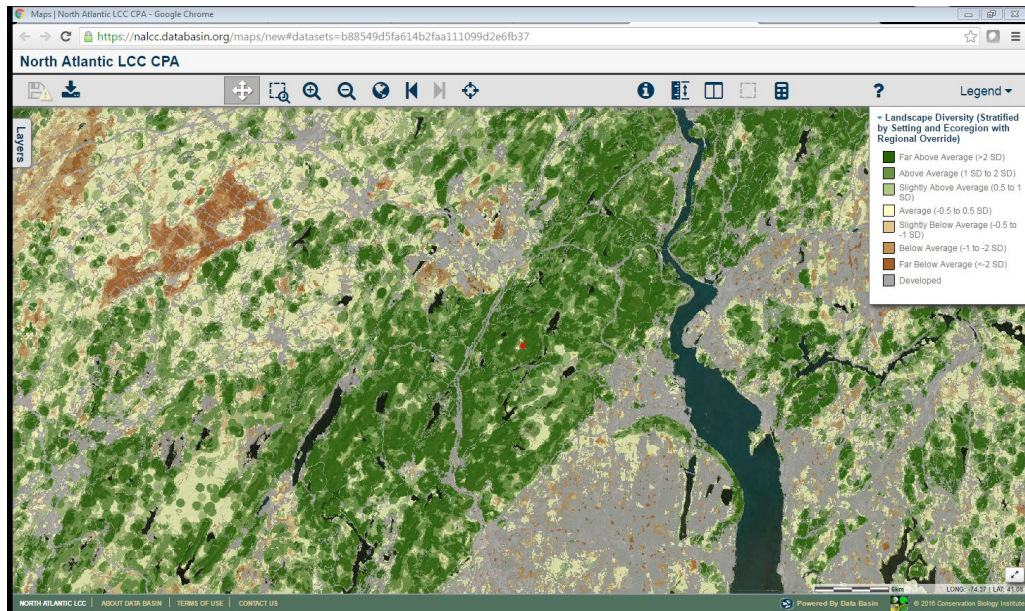 Maps | North Atlantic LCC CPA - Google Chrome
https://nalcc.databasin.org/maps/new#datasets=b88549d5fa614b2faa111099d2e6fb37
North Atlantic LCC CPA
? Legend
Layers
Landscape Diversity (Stratified
by Setting and Ecoregion with
Regional Override)
Far Above Average (>2 SD)
Above Average (1 SD to 2 SD)
Slightly Above Average (0.5 to 1
SD)
Average (-0.5 to 0.5 SD)
Slightly Below Average (-0.5 to
-1 SD)
Below Average (-1 to -2 SD)
Far Below Average (<-2 SD)
Developed
6km
LONG: -74.37 | LAT: 41.08
NORTH ATLANTIC LCC | ABOUT DATA BASIN | TERMS OF USE | CONTACT US
Powered By Data Basin
© 2016 Conservation Biology Institute